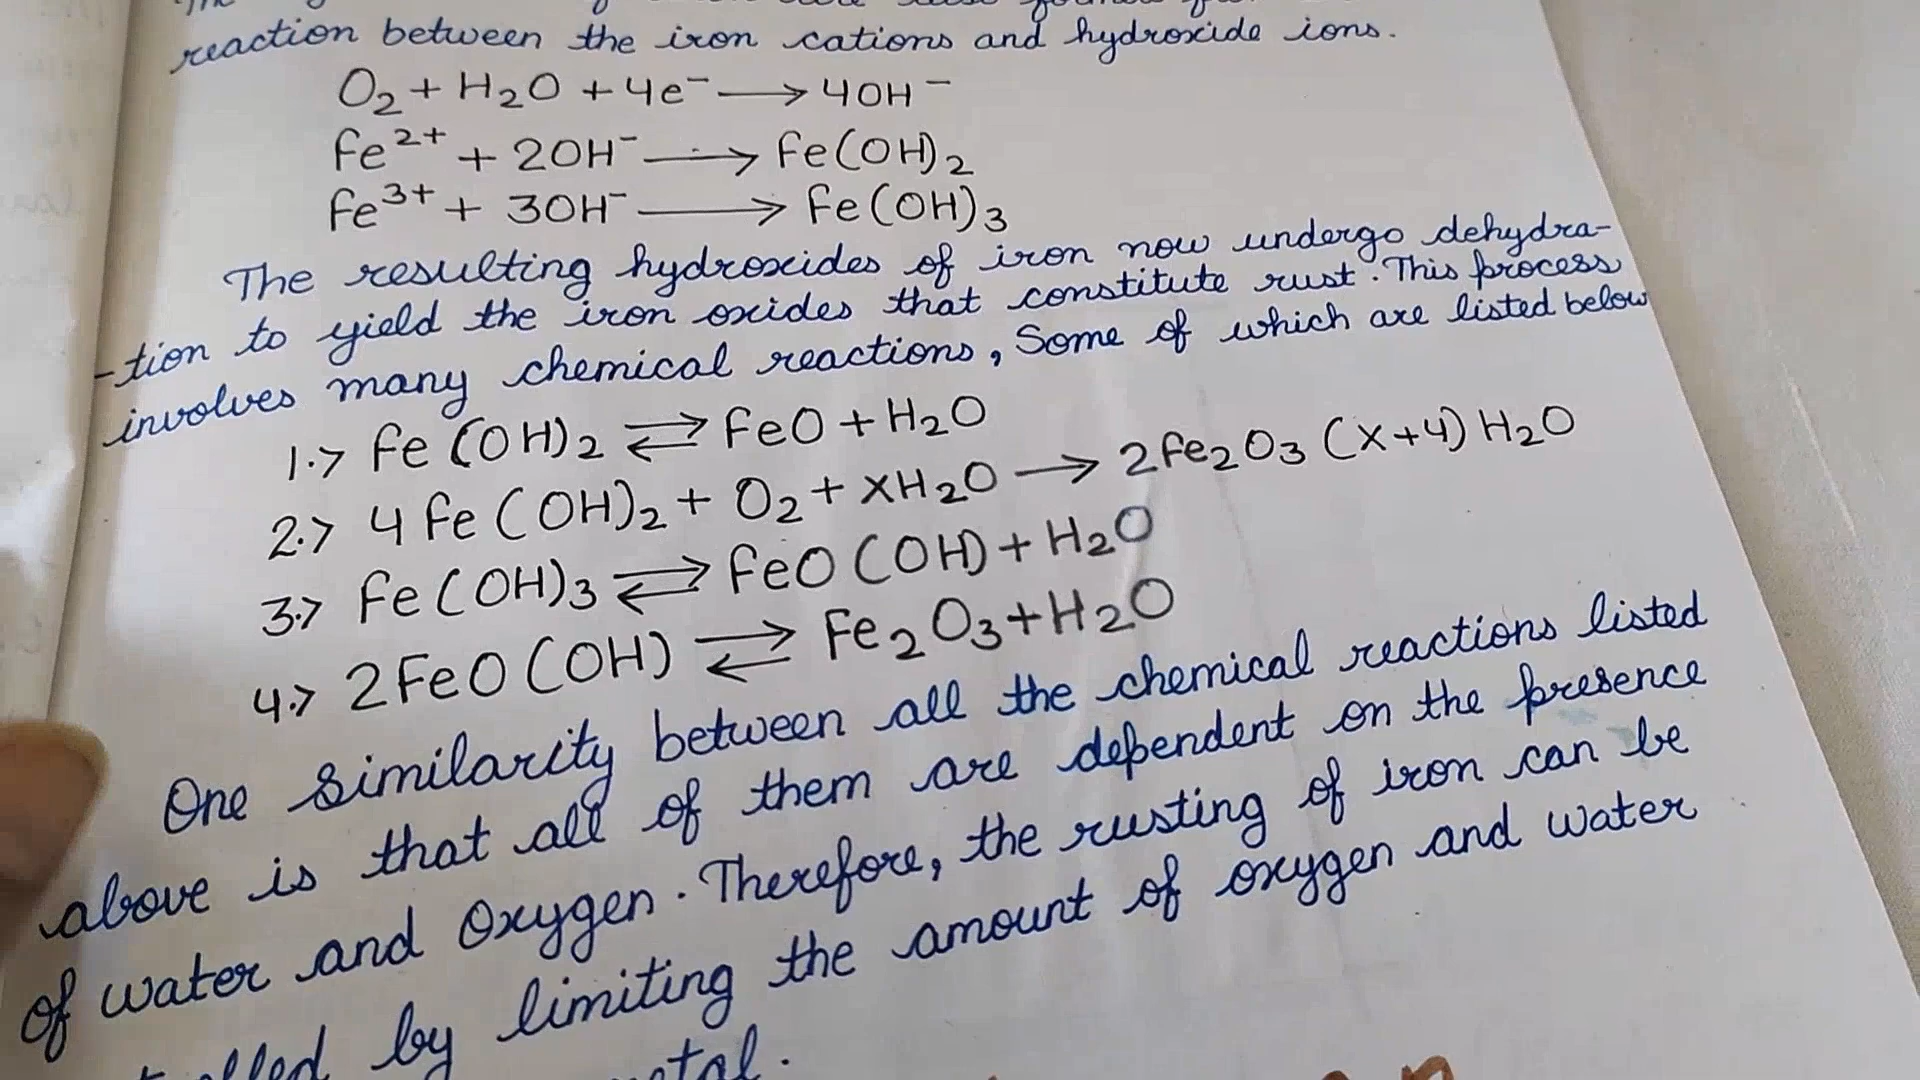 reaction between the iron cations and hydroxide ions.
O₂ + H₂O + 4e⁻ ⟶ 4OH⁻
Fe²⁺ + 2OH⁻ ⟶ Fe(OH)₂
Fe³⁺ + 3OH⁻ ⟶ Fe(OH)₃
The resulting hydroxides of iron now undergo dehydra-
-tion to yield the iron oxides that constitute rust. This process
involves many chemical reactions, Some of which are listed below
1.> Fe(OH)₂ ⇌ FeO + H₂O
2.> 4Fe(OH)₂ + O₂ + xH₂O ⟶ 2Fe₂O₃ (x+4) H₂O
3.> Fe(OH)₃ ⇌ FeO(OH) + H₂O
4.> 2FeO(OH) ⇌ Fe₂O₃ + H₂O
One similarity between all the chemical reactions listed
above is that all of them are dependent on the presence
of water and Oxygen. Therefore, the rusting of iron can be
by limiting the amount of oxygen and water